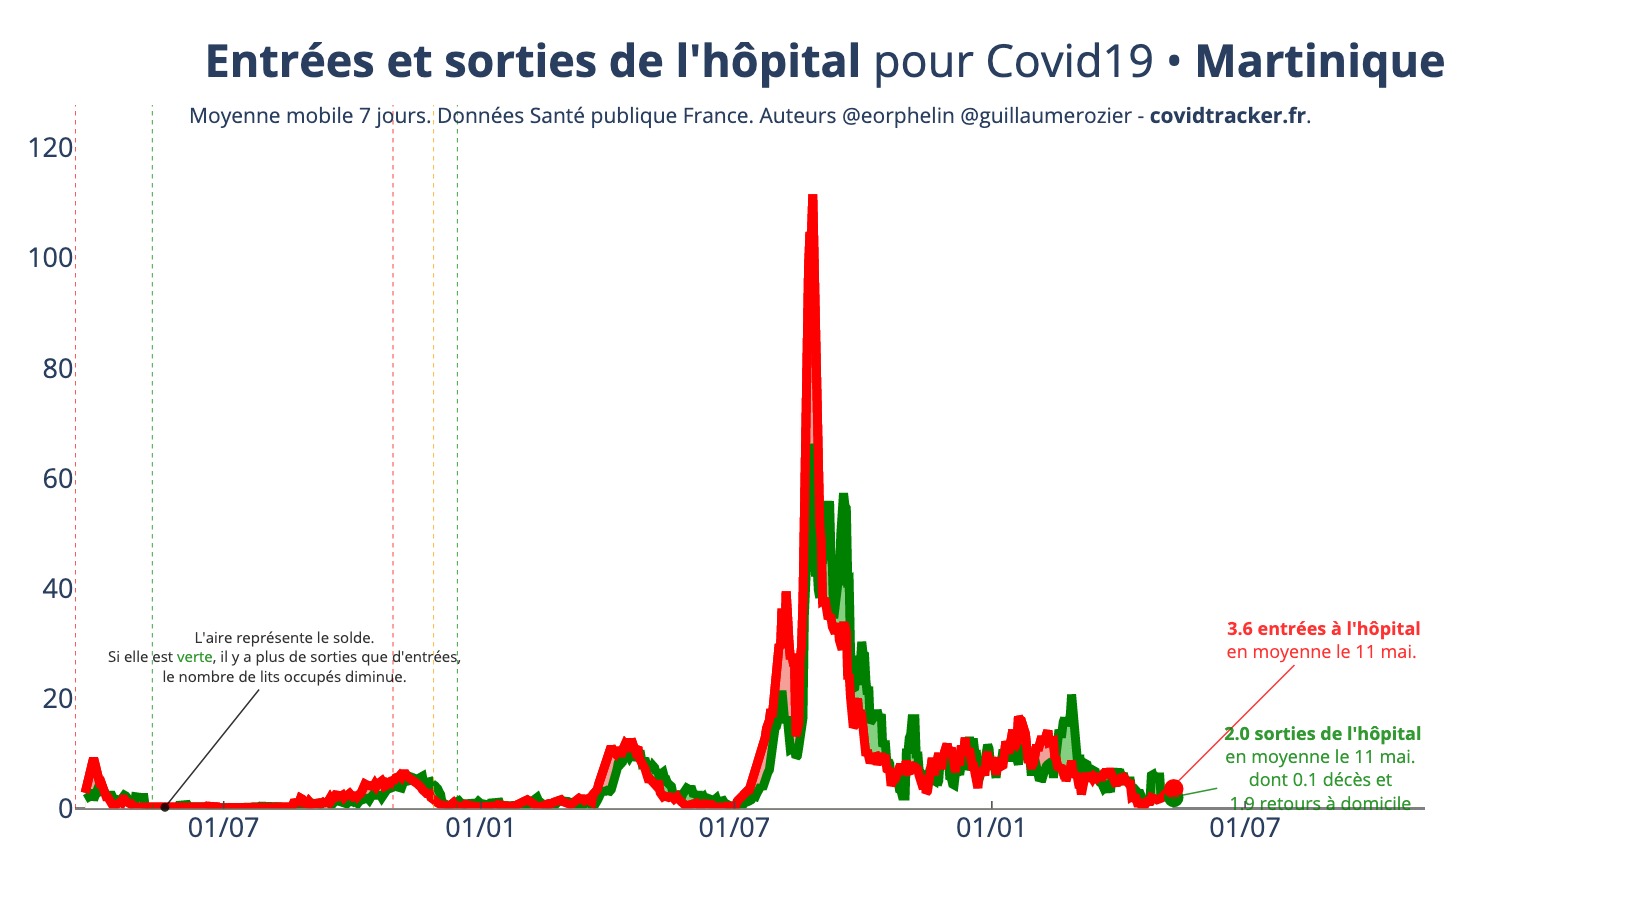 Entrées et sorties de l'hôpital pour Covid19 • Martinique
Moyenne mobile 7 jours. Données Santé publique France. Auteurs @eorphelin @guillaumerozier - covidtracker.fr.
120
100
80
60
40
20
0
L'aire représente le solde.
Si elle est verte, il y a plus de sorties que d'entrées,
le nombre de lits occupés diminue.
3.6 entrées à l'hôpital
en moyenne le 11 mai.
2.0 sorties de l'hôpital
en moyenne le 11 mai.
dont 0.1 décès et
1.9 retours à domicile
01/07
01/01
01/07
01/01
01/07